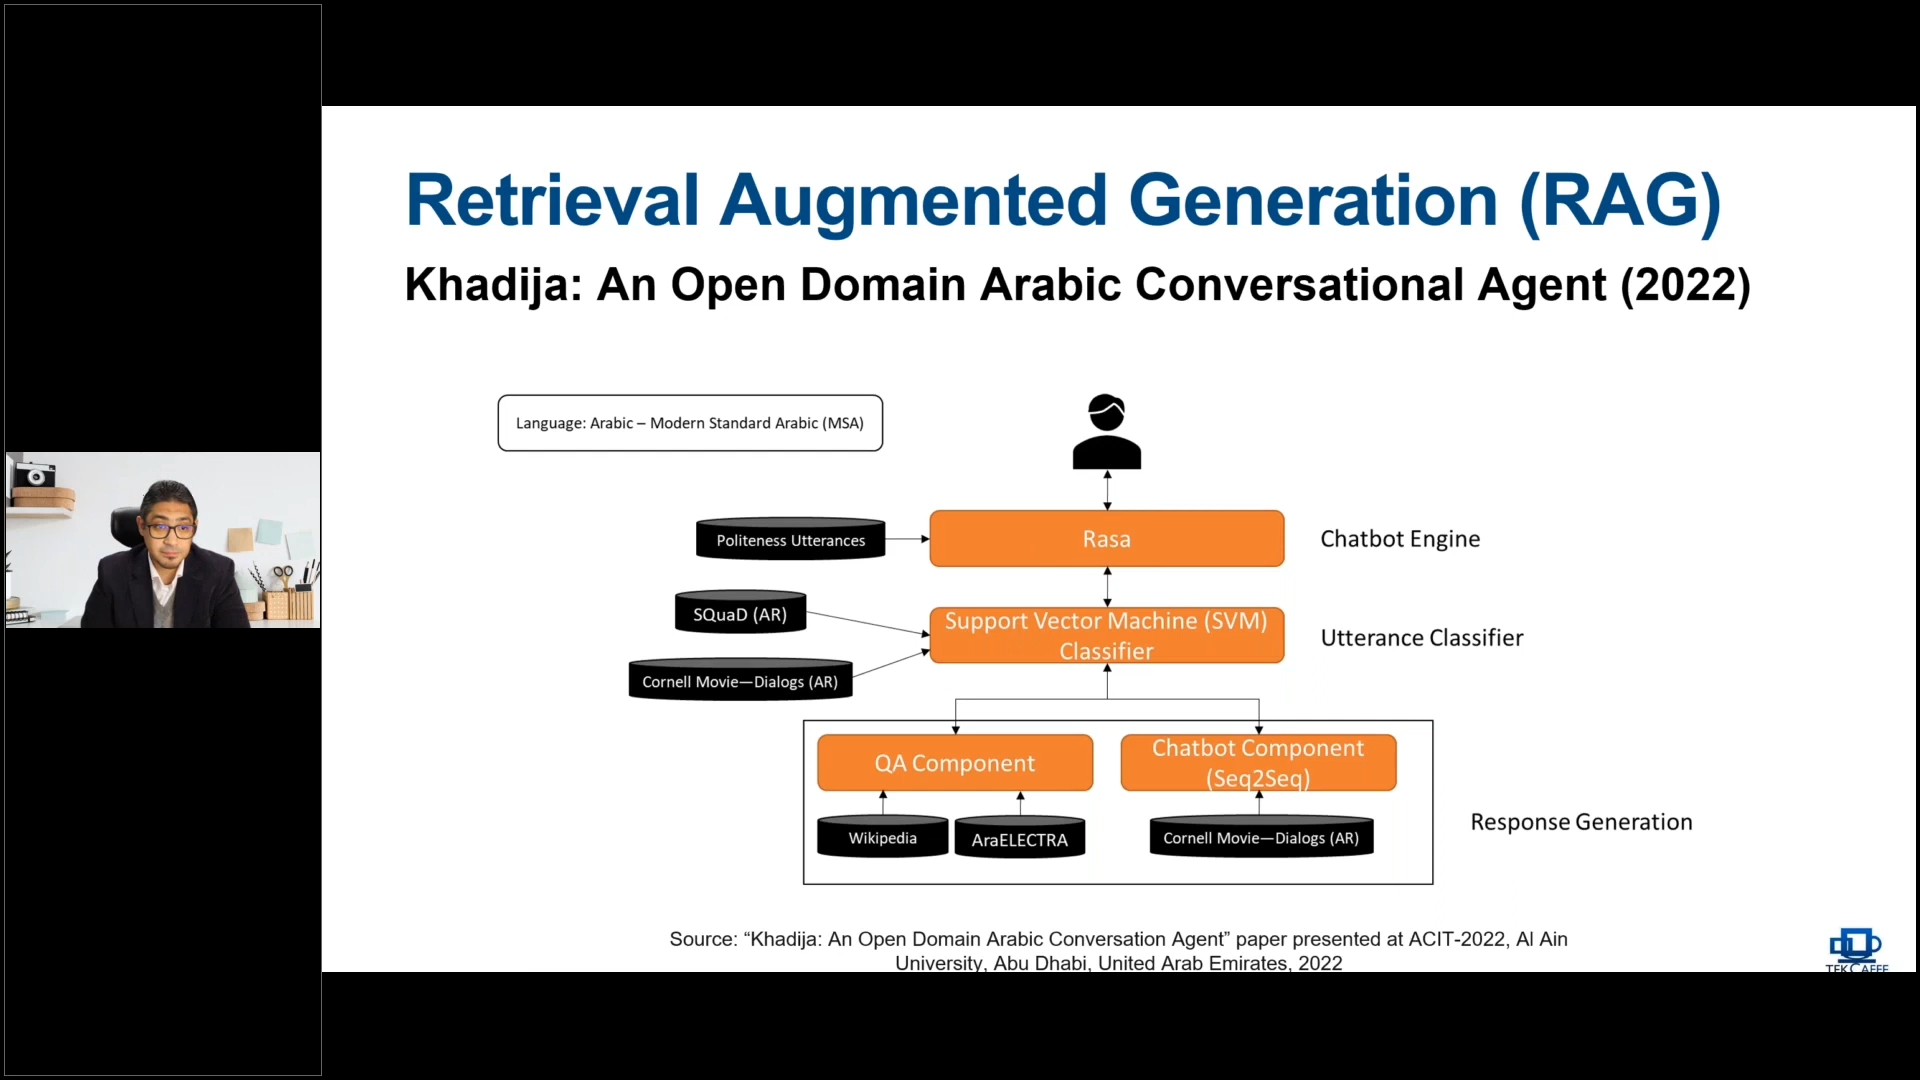 Retrieval Augmented Generation (RAG)
Khadija: An Open Domain Arabic Conversational Agent (2022)
Language: Arabic – Modern Standard Arabic (MSA)
Politeness Utterances
Rasa
Chatbot Engine
SQuaD (AR)
Support Vector Machine (SVM)
Classifier
Utterance Classifier
Cornell Movie—Dialogs (AR)
QA Component
Chatbot Component
(Seq2Seq)
Wikipedia
AraELECTRA
Cornell Movie—Dialogs (AR)
Response Generation
Source: “Khadija: An Open Domain Arabic Conversation Agent” paper presented at ACIT-2022, Al Ain
University, Abu Dhabi, United Arab Emirates, 2022
TEKCAFFE